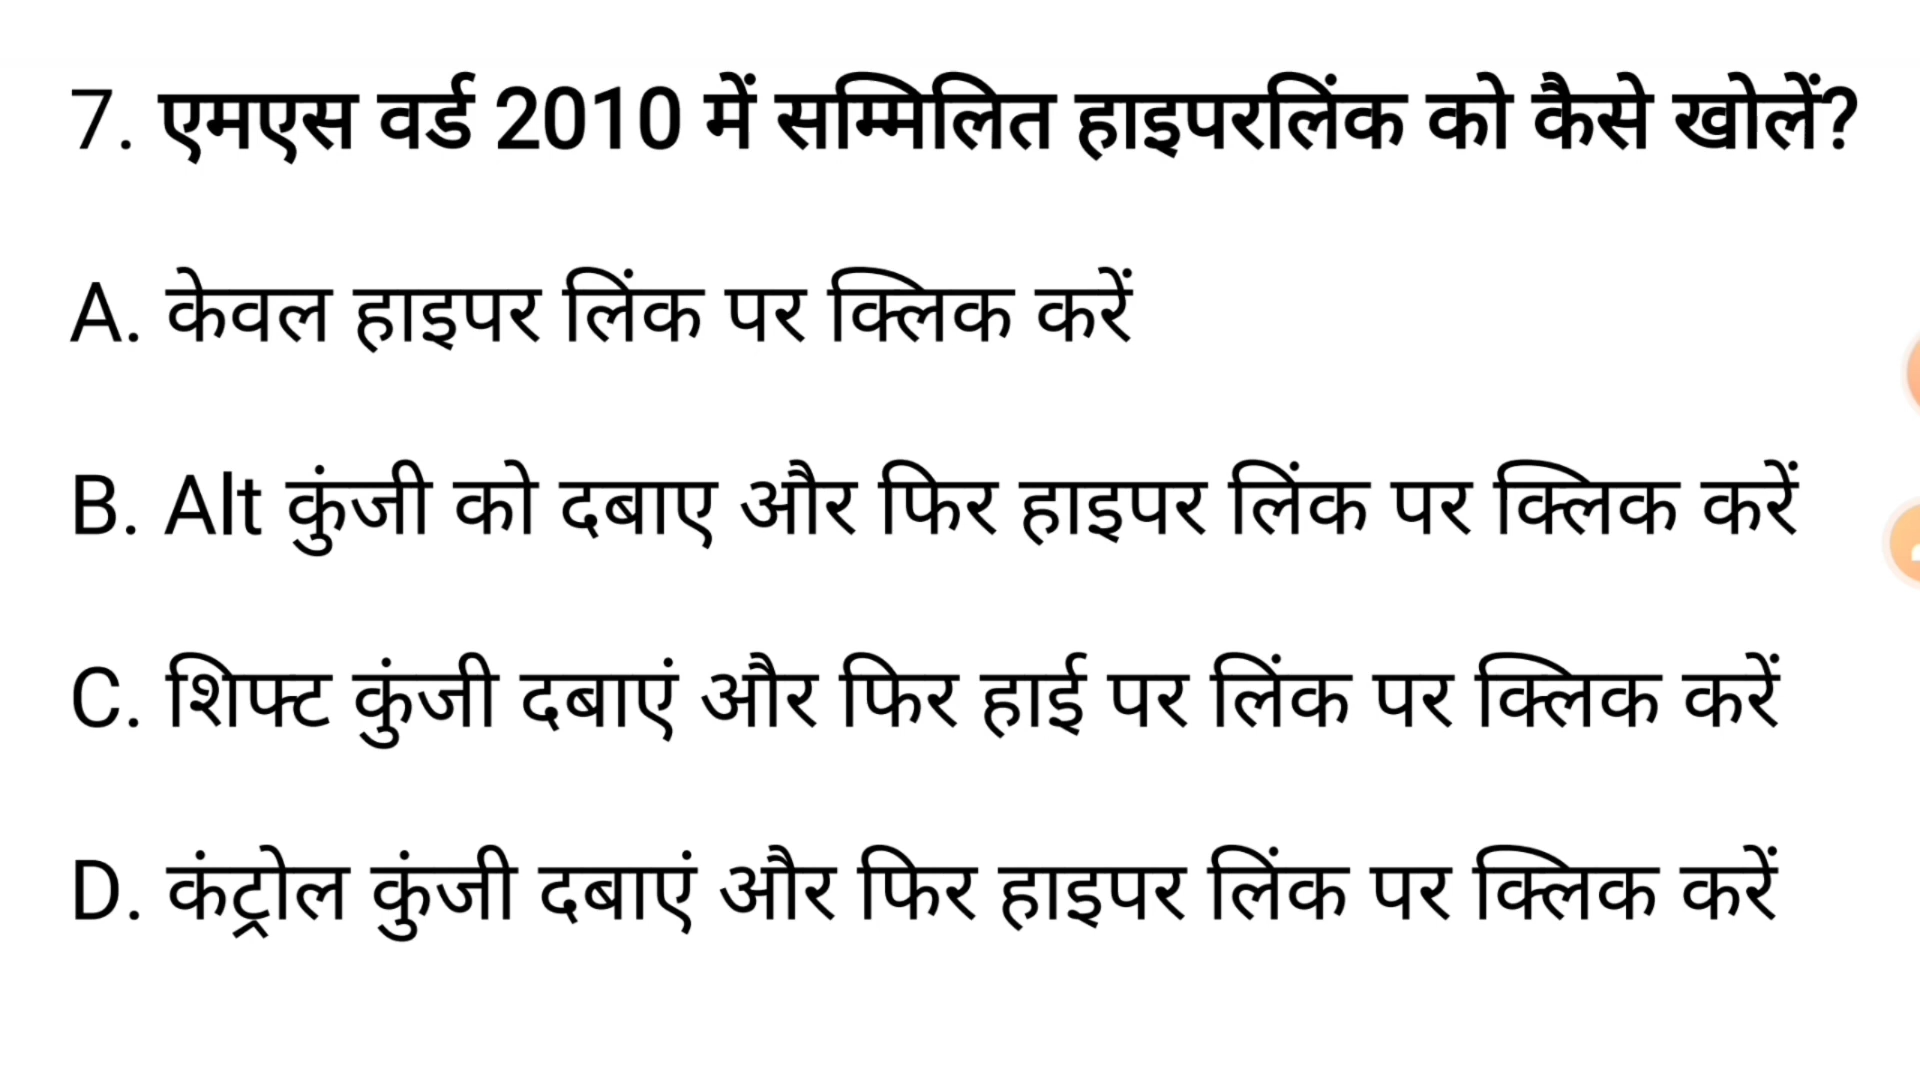 7. एमएस वर्ड 2010 में सम्मिलित हाइपरलिंक को कैसे खोलें?
A. केवल हाइपर लिंक पर क्लिक करें
B. Alt कुंजी को दबाए और फिर हाइपर लिंक पर क्लिक करें
C. शिफ्ट कुंजी दबाएं और फिर हाई पर लिंक पर क्लिक करें
D. कंट्रोल कुंजी दबाएं और फिर हाइपर लिंक पर क्लिक करें